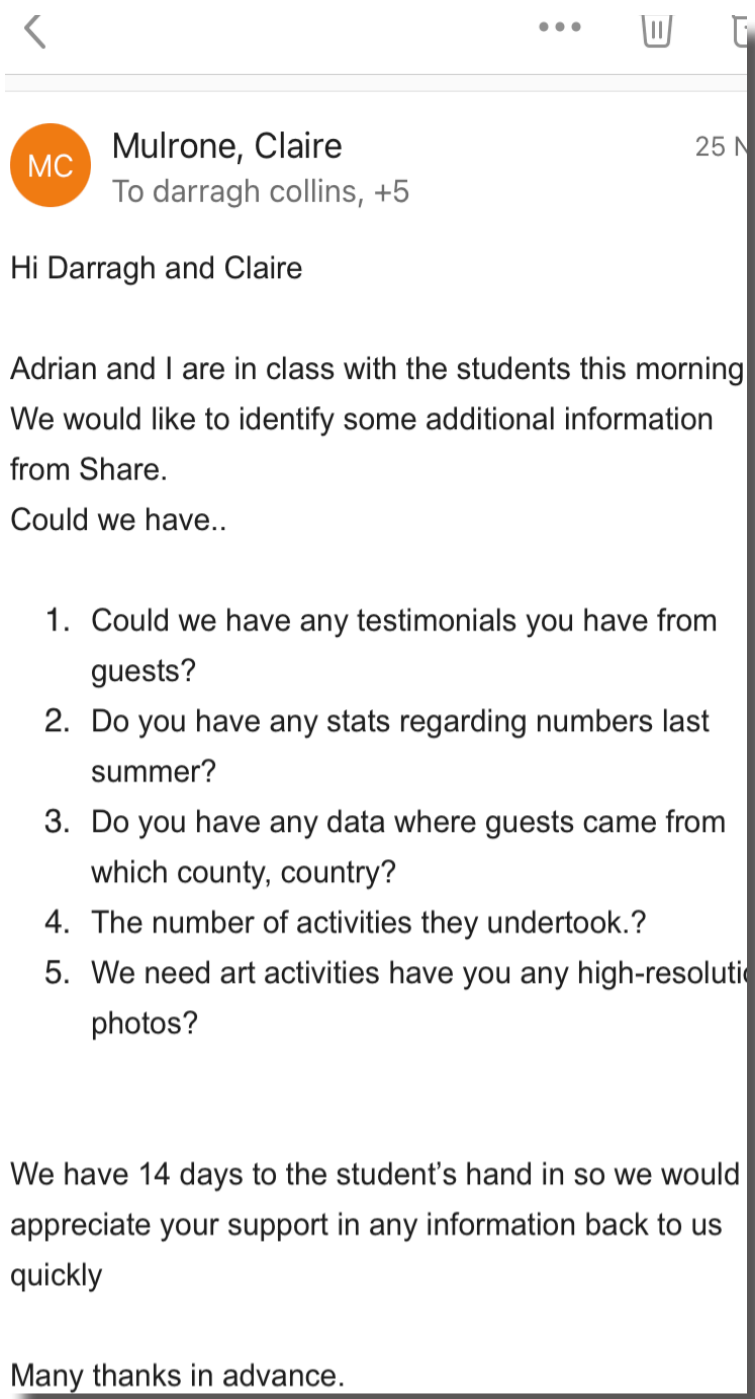 MC
Mulrone, Claire
25 N
To darragh collins, +5
Hi Darragh and Claire
Adrian and I are in class with the students this morning
We would like to identify some additional information
from Share.
Could we have..
1. Could we have any testimonials you have from
guests?
2. Do you have any stats regarding numbers last
summer?
3. Do you have any data where guests came from
which county, country?
4. The number of activities they undertook.?
5. We need art activities have you any high-resolutio
photos?
We have 14 days to the student’s hand in so we would
appreciate your support in any information back to us
quickly
Many thanks in advance.